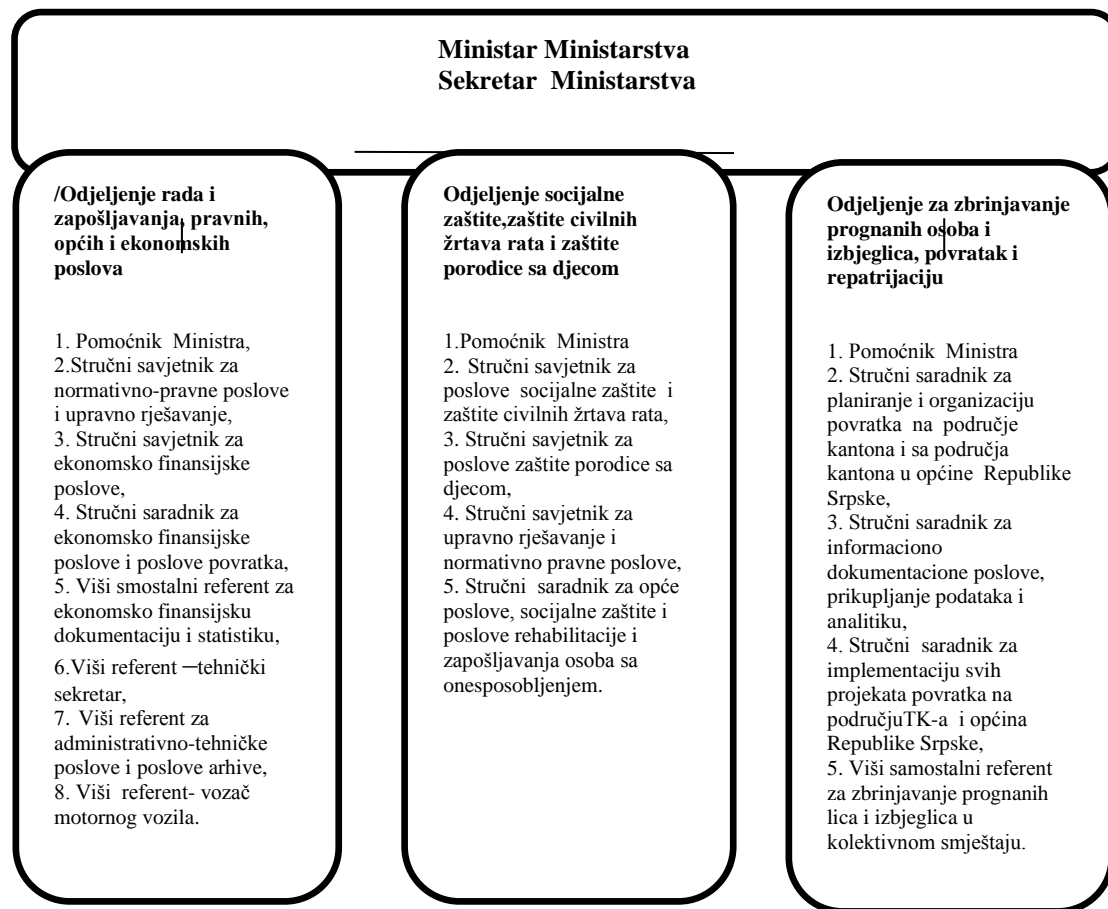 Ministar Ministarstva
Sekretar  Ministarstva
/Odjeljenje rada i
zapošljavanja, pravnih,
općih i ekonomskih
poslova
1. Pomoćnik  Ministra,
2.Stručni savjetnik za
normativno-pravne poslove
i upravno rješavanje,
3. Stručni savjetnik za
ekonomsko finansijske
poslove,
4. Stručni saradnik za
ekonomsko finansijske
poslove i poslove povratka,
5. Viši smostalni referent za
ekonomsko finansijsku
dokumentaciju i statistiku,
6.Viši referent –tehnički
sekretar,
7.  Viši referent za
administrativno-tehničke
poslove i poslove arhive,
8. Viši  referent- vozač
motornog vozila.
Odjeljenje socijalne
zaštite,zaštite civilnih
žrtava rata i zaštite
porodice sa djecom
1.Pomoćnik  Ministra
2.  Stručni savjetnik za
poslove  socijalne zaštite  i
zaštite civilnih žrtava rata,
3. Stručni savjetnik za
poslove zaštite porodice sa
djecom,
4. Stručni savjetnik za
upravno rješavanje i
normativno pravne poslove,
5. Stručni  saradnik za opće
poslove, socijalne zaštite i
poslove rehabilitacije i
zapošljavanja osoba sa
onesposobljenjem.
Odjeljenje za zbrinjavanje
prognanih osoba i
izbjeglica, povratak i
repatrijaciju
1. Pomoćnik  Ministra
2. Stručni saradnik za
planiranje i organizaciju
povratka  na  područje
kantona i sa područja
kantona u općine  Republike
Srpske,
3. Stručni saradnik za
informaciono
dokumentacione poslove,
prikupljanje podataka i
analitiku,
4. Stručni  saradnik za
implementaciju svih
projekata povratka na
područjuTK-a  i općina
Republike Srpske,
5. Viši samostalni referent
za zbrinjavanje prognanih
lica i izbjeglica u
kolektivnom smještaju.